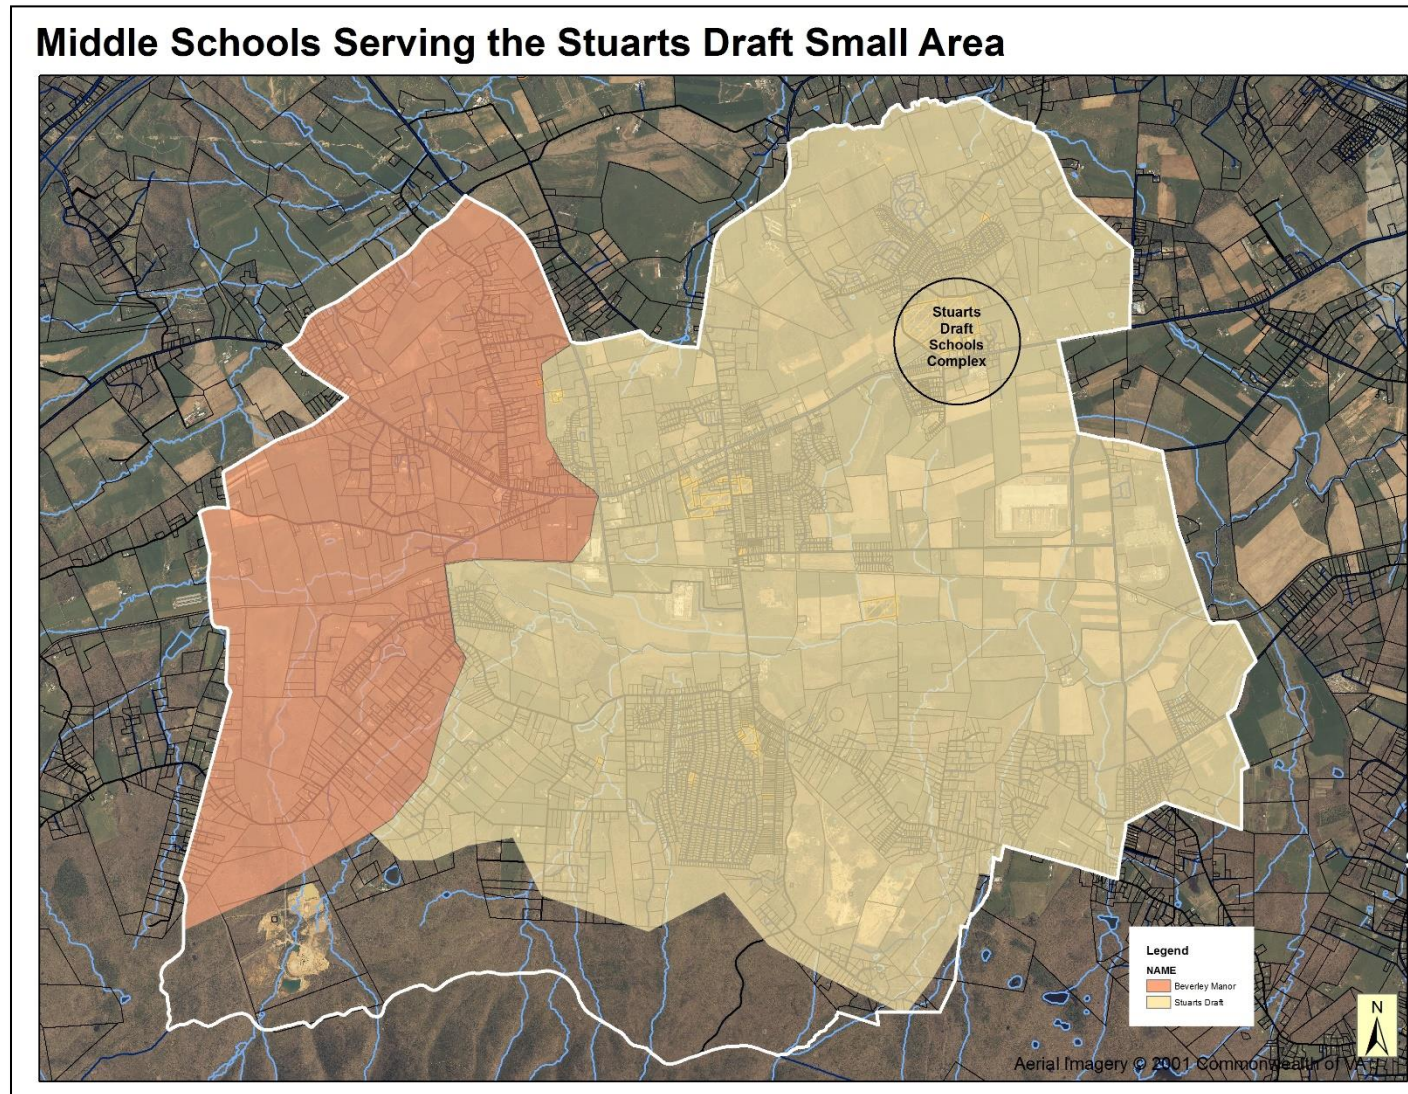 Middle Schools Serving the Stuarts Draft Small Area
Stuarts
Draft
Schools
Complex
Legend
NAME
Beverley Manor
Stuarts Draft
N
Aerial Imagery © 2001 Commonwealth of VA